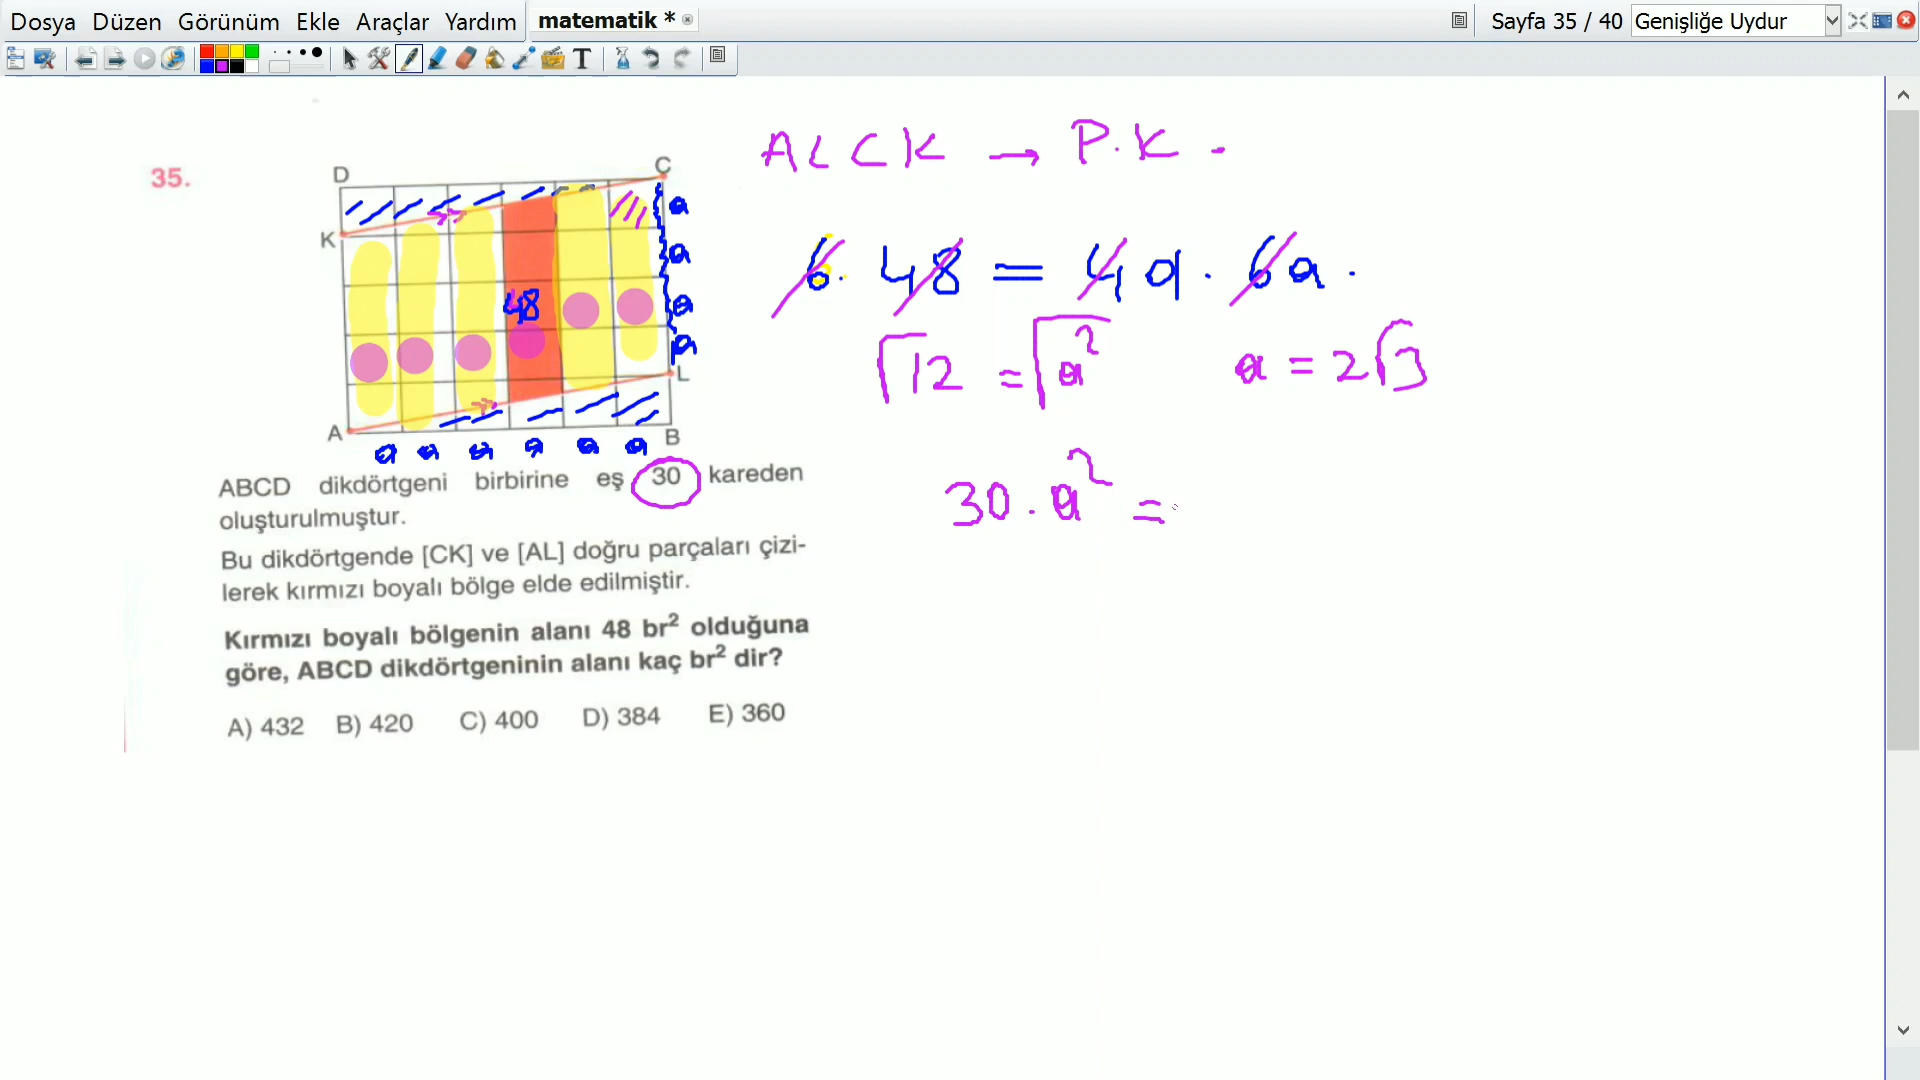 Dosya Düzen Görünüm Ekle Araçlar Yardım matematik * Sayfa 35 / 40 Genişliğe Uydur
T
35.
D C
K
48
L
A B
a
a
a
a
a a a a a a
ABCD dikdörtgeni birbirine eş 30 kareden
oluşturulmuştur.
Bu dikdörtgende [CK] ve [AL] doğru parçaları çizi-
lerek kırmızı boyalı bölge elde edilmiştir.
Kırmızı boyalı bölgenin alanı 48 br² olduğuna
göre, ABCD dikdörtgeninin alanı kaç br² dir?
A) 432 B) 420 C) 400 D) 384 E) 360
ALCK → P.K.
6. 48 = 4a . 6a.
√12 = √a² a = 2√3
30 . a² =